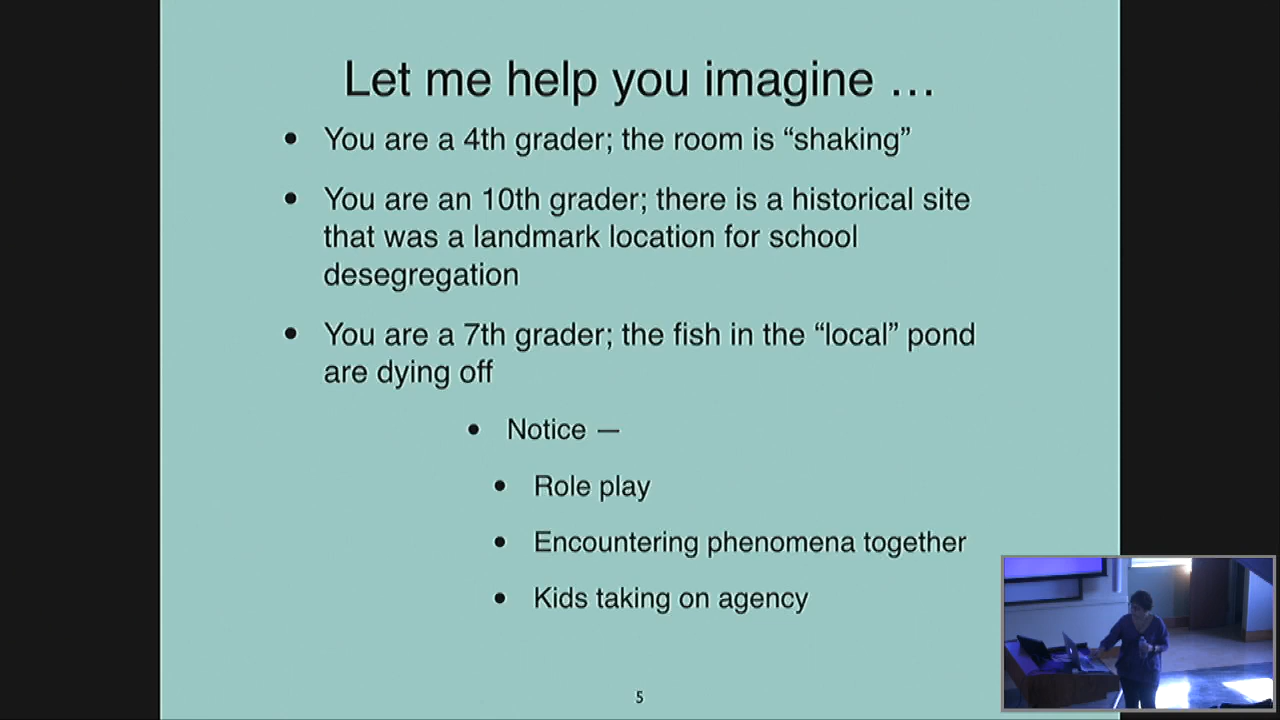 Let me help you imagine …
• You are a 4th grader; the room is “shaking”
• You are an 10th grader; there is a historical site
that was a landmark location for school
desegregation
• You are a 7th grader; the fish in the “local” pond
are dying off
• Notice —
• Role play
• Encountering phenomena together
• Kids taking on agency
5